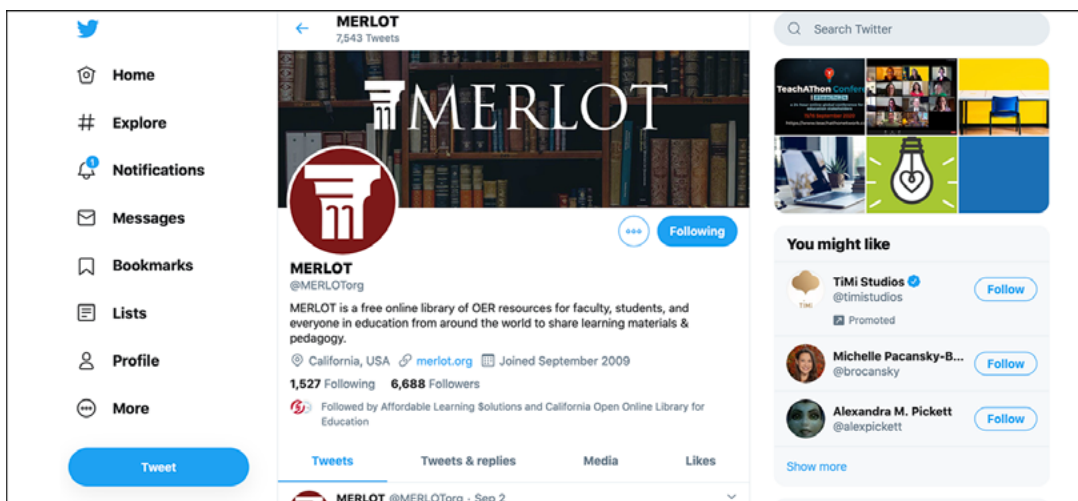 Home
Explore
1
Notifications
Messages
Bookmarks
Lists
Profile
More
Tweet
MERLOT
7,543 Tweets
MERLOT
Following
MERLOT
@MERLOTorg
MERLOT is a free online library of OER resources for faculty, students, and
everyone in education from around the world to share learning materials &
pedagogy.
California, USA merlot.org Joined September 2009
1,527 Following 6,688 Followers
Followed by Affordable Learning $olutions and California Open Online Library for
Education
Tweets Tweets & replies Media Likes
MERLOT @MERLOTorg · Sep 2
Search Twitter
TeachAThon Conference
You might like
TiMi Studios
@timistudios
Promoted
Follow
TiMi
Michelle Pacansky-B...
@brocansky
Follow
Alexandra M. Pickett
@alexpickett
Follow
Show more